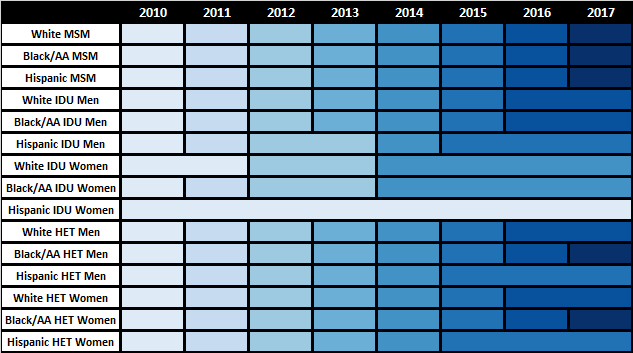 2010 2011 2012 2013 2014 2015 2016 2017
White MSM
Black/AA MSM
Hispanic MSM
White IDU Men
Black/AA IDU Men
Hispanic IDU Men
White IDU Women
Black/AA IDU Women
Hispanic IDU Women
White HET Men
Black/AA HET Men
Hispanic HET Men
White HET Women
Black/AA HET Women
Hispanic HET Women